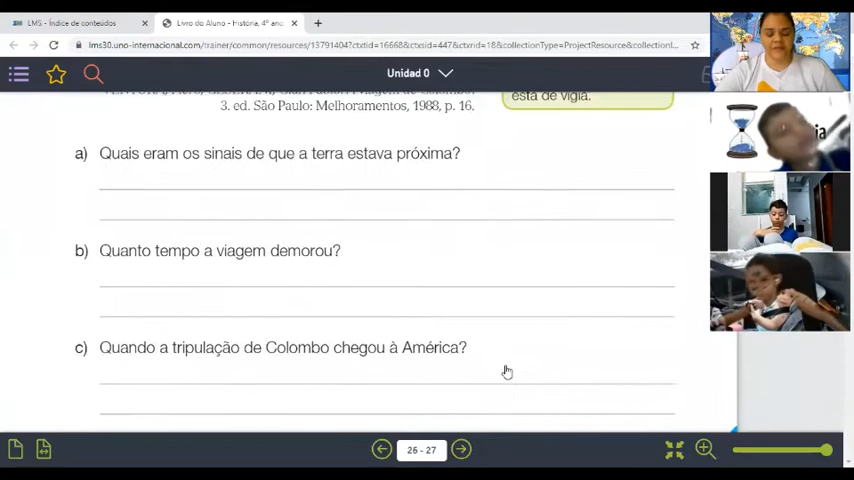 LMS - Índice de conteúdos
Livro do Aluno - História, 4º ano
lms30.uno-internacional.com/trainer/common/resources/13791404?ctxtid=16668&ctxsid=447&ctxrid=18&collectionType=ProjectResource&collectionI
Unidad 0
3. ed. São Paulo: Melhoramentos, 1988, p. 16.
está de vigia.
a) Quais eram os sinais de que a terra estava próxima?
b) Quanto tempo a viagem demorou?
c) Quando a tripulação de Colombo chegou à América?
26 - 27